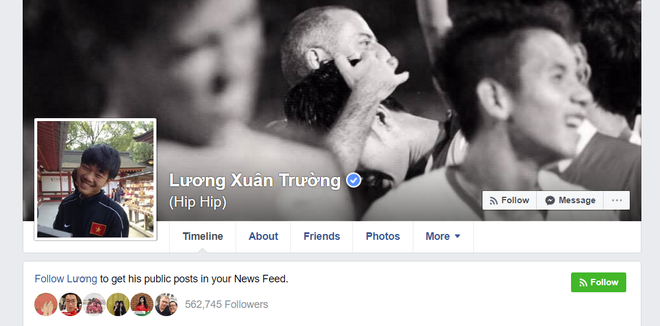 Lương Xuân Trường
(Hip Hip)
Follow
Message
···
Timeline
About
Friends
Photos
More
Follow Lương to get his public posts in your News Feed.
Follow
562,745 Followers